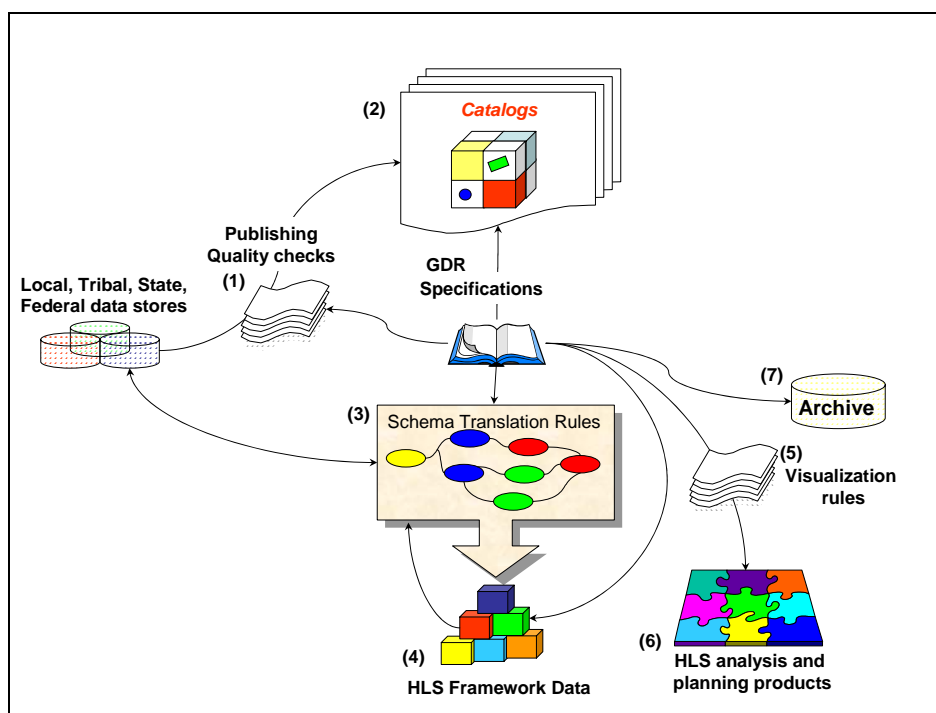 (2)
Catalogs
Publishing
Quality checks
(1)
Local, Tribal, State,
Federal data stores
GDR
Specifications
(3)
Schema Translation Rules
(7)
Archive
(5)
Visualization
rules
(4)
HLS Framework Data
(6)
HLS analysis and
planning products